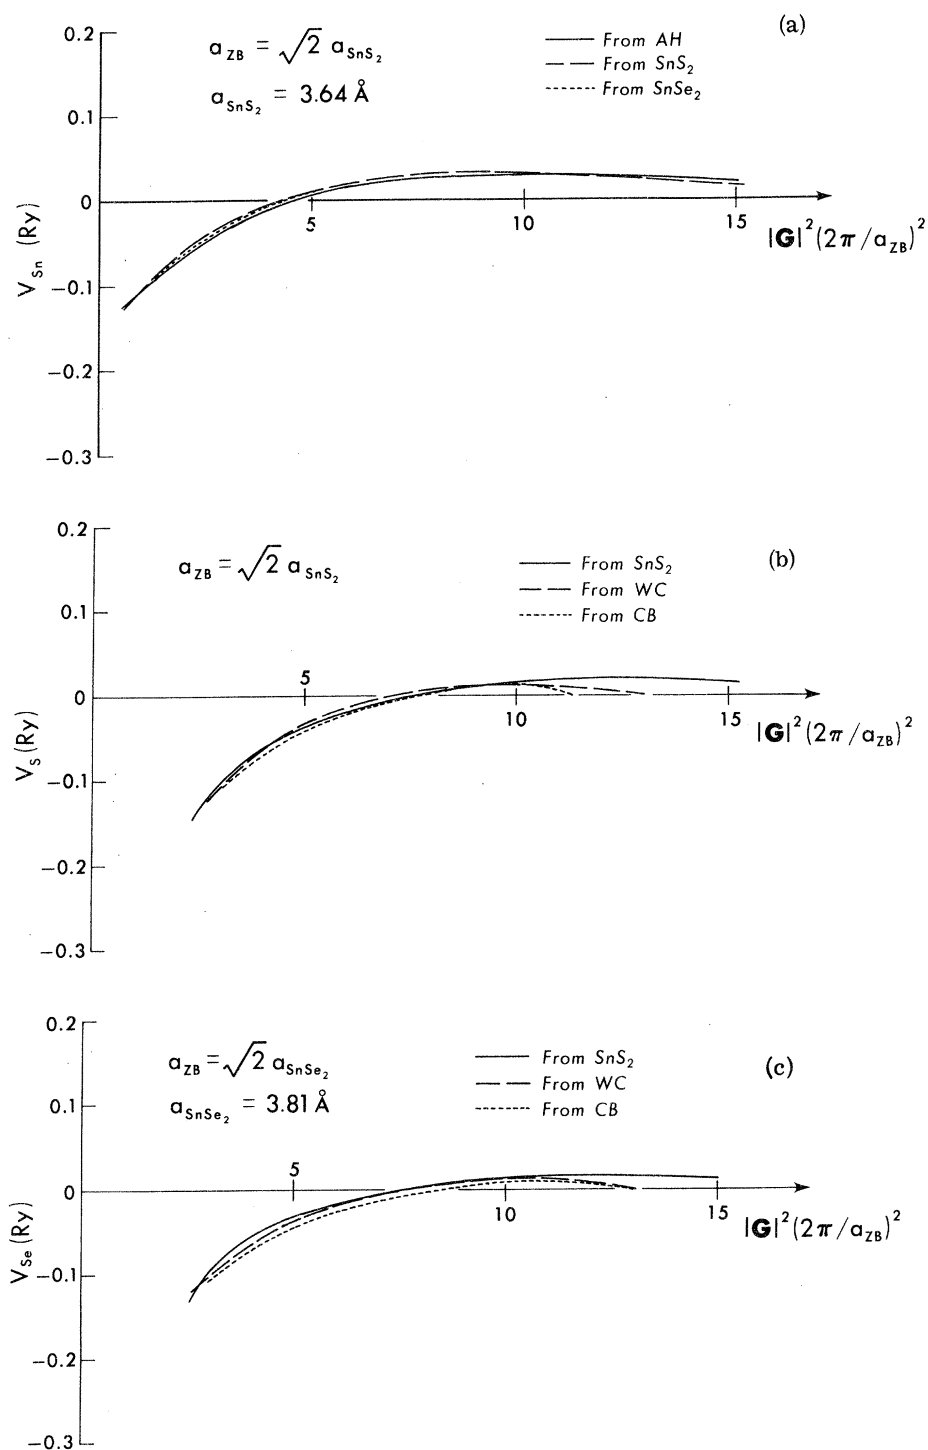 (a)
0.2
a_ZB = √2 a_SnS₂
a_SnS₂ = 3.64 Å
From AH
From SnS₂
From SnSe₂
0.1
0
5
10
15
|G|²(2π/a_ZB)²
V_Sn (Ry)
−0.1
−0.2
−0.3
(b)
0.2
a_ZB = √2 a_SnS₂
From SnS₂
From WC
From CB
0.1
0
5
10
15
|G|²(2π/a_ZB)²
V_S (Ry)
−0.1
−0.2
−0.3
(c)
0.2
a_ZB = √2 a_SnSe₂
a_SnSe₂ = 3.81 Å
From SnS₂
From WC
From CB
0.1
0
5
10
15
|G|²(2π/a_ZB)²
V_Se (Ry)
−0.1
−0.2
−0.3